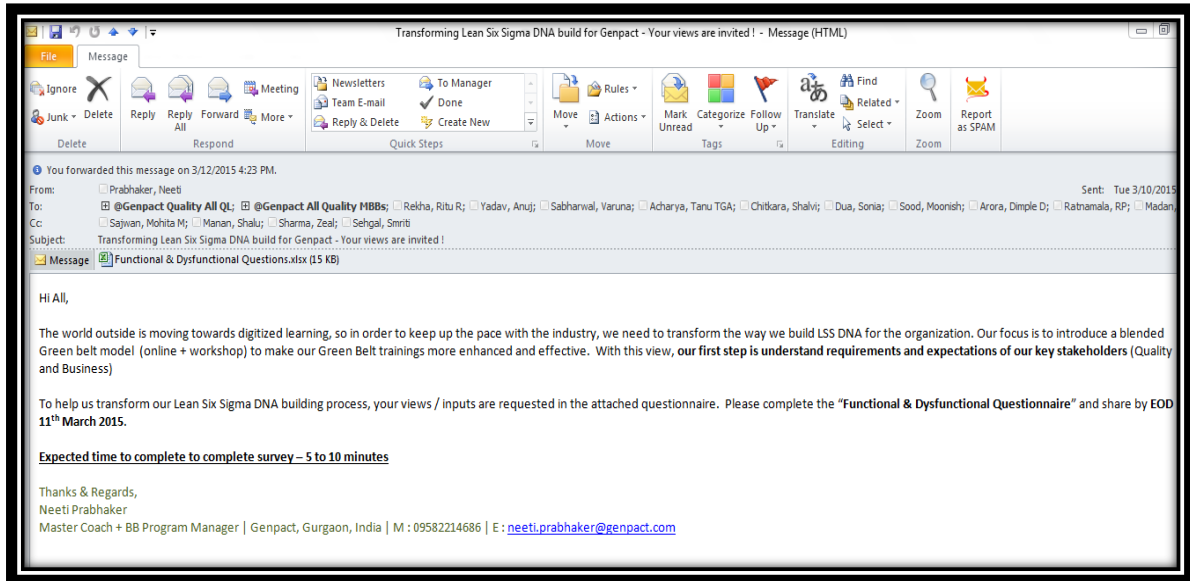 Transforming Lean Six Sigma DNA build for Genpact - Your views are invited ! - Message (HTML)
File Message
Ignore
Junk
Delete
Reply
Reply All
Forward
Meeting
More
Newsletters
Team E-mail
Reply & Delete
To Manager
Done
Create New
Move
Rules
Actions
Mark Unread
Categorize
Follow Up
Translate
Find
Related
Select
Zoom
Report as SPAM
Delete Respond Quick Steps Move Tags Editing Zoom
You forwarded this message on 3/12/2015 4:23 PM.
From: Prabhaker, Neeti Sent: Tue 3/10/2015
To: @Genpact Quality All QL; @Genpact All Quality MBBs; Rekha, Ritu R; Yadav, Anuj; Sabharwal, Varuna; Acharya, Tanu TGA; Chitkara, Shalvi; Dua, Sonia; Sood, Moonish; Arora, Dimple D; Ratnamala, RP; Madan,
Cc: Sajwan, Mohita M; Manan, Shalu; Sharma, Zeal; Sehgal, Smriti
Subject: Transforming Lean Six Sigma DNA build for Genpact - Your views are invited !
Message Functional & Dysfunctional Questions.xlsx (15 KB)
Hi All,
The world outside is moving towards digitized learning, so in order to keep up the pace with the industry, we need to transform the way we build LSS DNA for the organization. Our focus is to introduce a blended
Green belt model (online + workshop) to make our Green Belt trainings more enhanced and effective. With this view, our first step is understand requirements and expectations of our key stakeholders (Quality
and Business)
To help us transform our Lean Six Sigma DNA building process, your views / inputs are requested in the attached questionnaire. Please complete the “Functional & Dysfunctional Questionnaire” and share by EOD
11th March 2015.
Expected time to complete to complete survey – 5 to 10 minutes
Thanks & Regards,
Neeti Prabhaker
Master Coach + BB Program Manager | Genpact, Gurgaon, India | M : 09582214686 | E : neeti.prabhaker@genpact.com